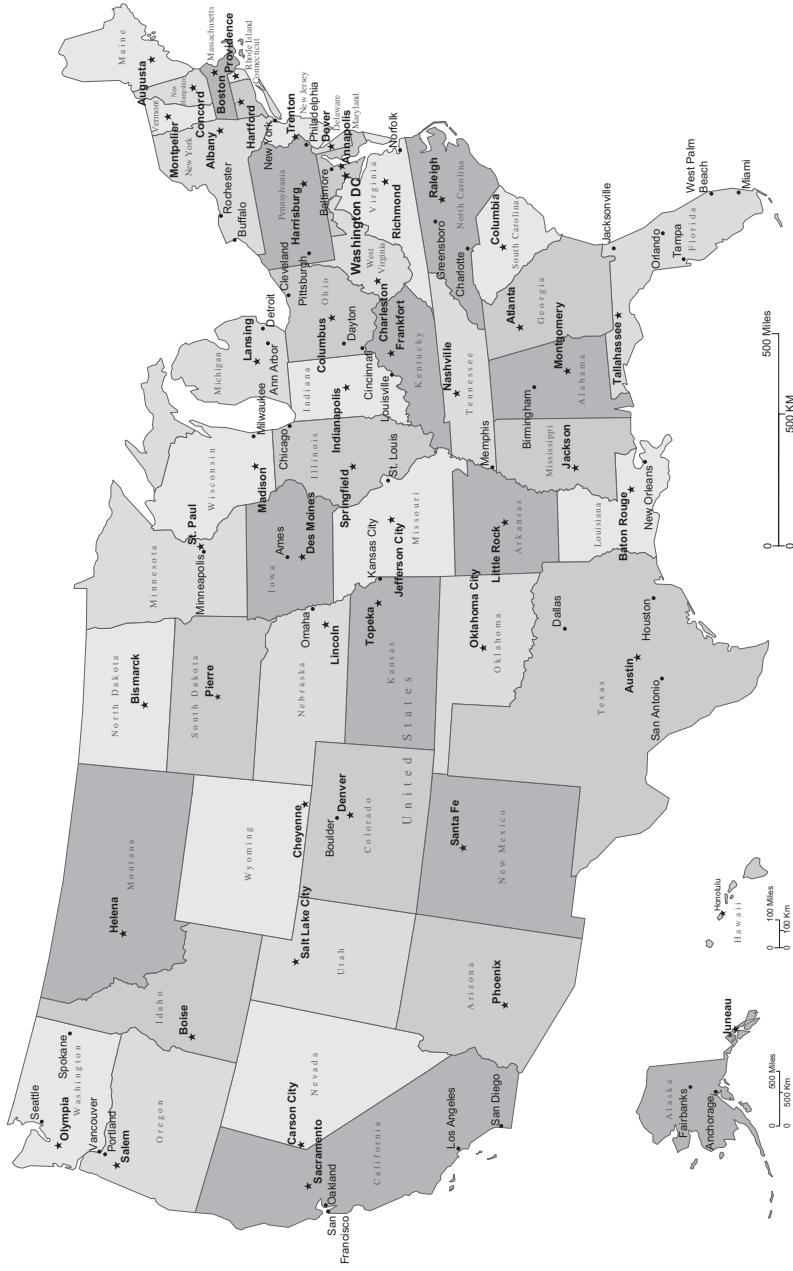 Seattle
Olympia
Spokane
Washington
Vancouver
Portland
Salem
Oregon
Boise
Idaho
Helena
Montana
Bismarck
North Dakota
Pierre
South Dakota
Minnesota
Minneapolis
St. Paul
Wisconsin
Madison
Milwaukee
Michigan
Lansing
Ann Arbor
Detroit
Carson City
Nevada
Sacramento
San Francisco
Oakland
California
Los Angeles
San Diego
Salt Lake City
Utah
Wyoming
Cheyenne
Boulder
Denver
Colorado
Nebraska
Omaha
Lincoln
Iowa
Ames
Des Moines
Topeka
Kansas
United States
Kansas City
Jefferson City
Missouri
St. Louis
Chicago
Illinois
Springfield
Indiana
Indianapolis
Ohio
Cleveland
Columbus
Dayton
Cincinnati
Louisville
Frankfort
Kentucky
Charleston
West
Virginia
Arizona
Phoenix
Santa Fe
New Mexico
Oklahoma City
Oklahoma
Texas
Dallas
Austin
San Antonio
Houston
Little Rock
Arkansas
Louisiana
Baton Rouge
New Orleans
Memphis
Nashville
Tennessee
Mississippi
Jackson
Birmingham
Montgomery
Alabama
Atlanta
Georgia
Tallahassee
Jacksonville
Orlando
Tampa
Florida
West Palm
Beach
Miami
Columbia
South Carolina
Greensboro
Charlotte
Raleigh
North Carolina
Norfolk
Richmond
Virginia
Washington DC
Annapolis
Baltimore
Maryland
Dover
Delaware
Pittsburgh
Harrisburg
Pennsylvania
Philadelphia
Trenton
New Jersey
New York
Buffalo
Rochester
New York
Albany
Hartford
Connecticut
Rhode Island
Providence
Boston
Massachusetts
Concord
New
Hampshire
Montpelier
Vermont
Augusta
Maine
Alaska
Fairbanks
Anchorage
Juneau
0 500 Miles
0 500 Km
Honolulu
Hawaii
0 100 Miles
0 100 Km
0 500 Miles
0 500 KM